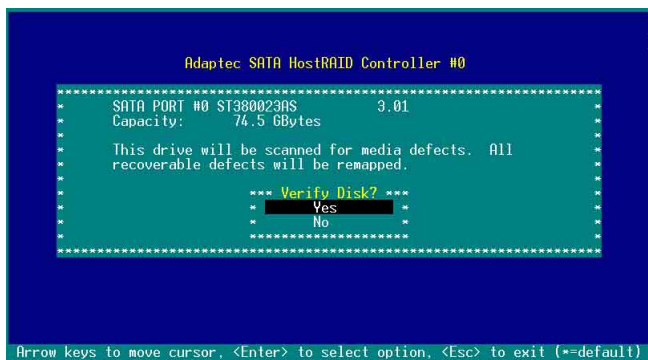 Adaptec SATA HostRAID Controller #0
SATA PORT #0 ST380023AS 3.01
Capacity: 74.5 GBytes
This drive will be scanned for media defects. All
recoverable defects will be remapped.
*** Verify Disk? ***
Yes
No
Arrow keys to move cursor, <Enter> to select option, <Esc> to exit (*=default)